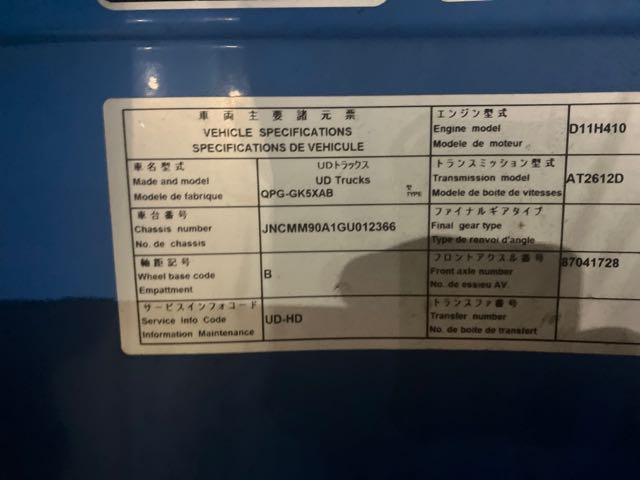 車両主要諸元票
VEHICLE SPECIFICATIONS
SPECIFICATIONS DE VEHICULE
車名型式
Made and model
Modele de fabrique
UDトラックス
UD Trucks
QPG-GK5XAB
型
TYPE
車台番号
Chassis number
No. de chassis
JNCMM90A1GU012366
軸距記号
Wheel base code
Empattment
B
サービスインフォコード
Service Info Code
Information Maintenance
UD-HD
エンジン型式
Engine model
Modele de moteur
D11H410
トランスミッション型式
Transmission model
Modele de boite de vitesses
AT2612D
ファイナルギアタイプ
Final gear type
Type de renvoi d'angle
フロントアクスル番号
Front axle number
No. de essieu AV.
87041728
トランスファ番号
Transfer number
No. de boite de transfert